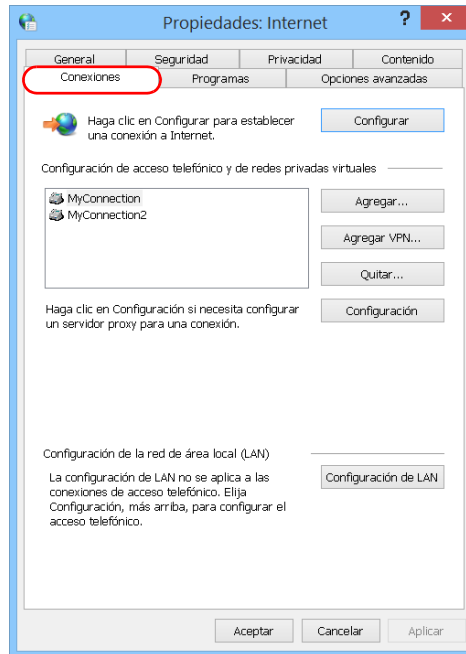 Propiedades: Internet ? ×
General Seguridad Privacidad Contenido
Conexiones Programas Opciones avanzadas
Haga clic en Configurar para establecer
una conexión a Internet.
Configurar
Configuración de acceso telefónico y de redes privadas virtuales
MyConnection
MyConnection2
Agregar...
Agregar VPN...
Quitar...
Haga clic en Configuración si necesita configurar
un servidor proxy para una conexión.
Configuración
Configuración de la red de área local (LAN)
La configuración de LAN no se aplica a las
conexiones de acceso telefónico. Elija
Configuración, más arriba, para configurar el
acceso telefónico.
Configuración de LAN
Aceptar Cancelar Aplicar